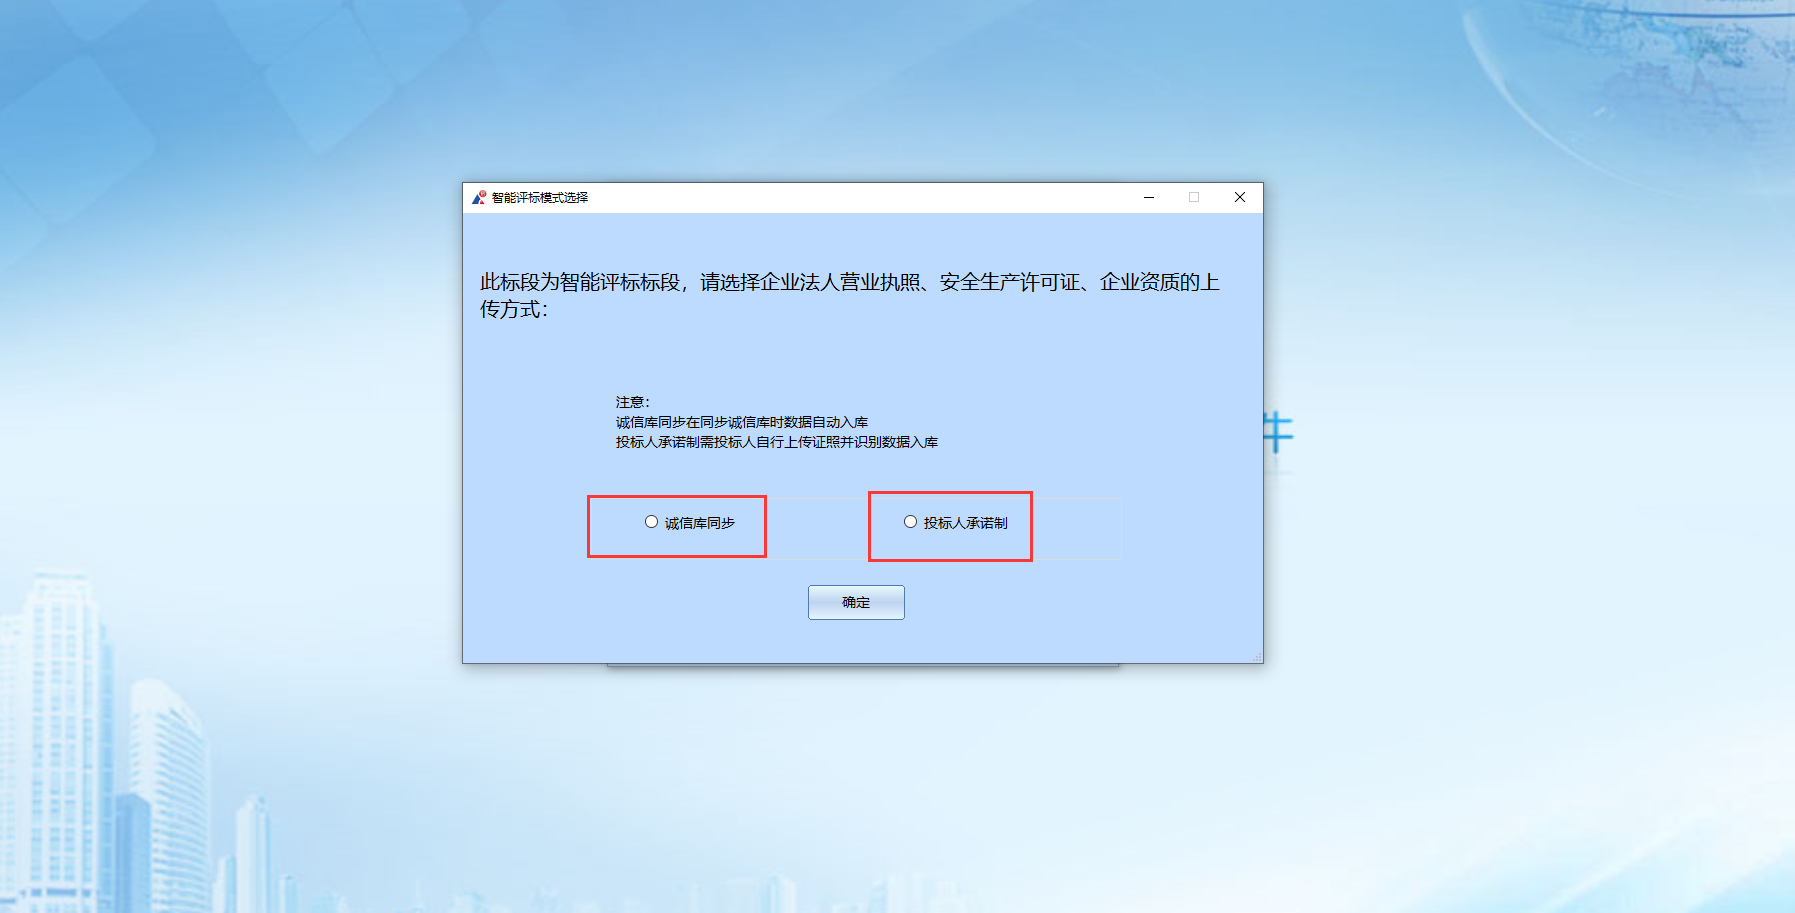 智能评标模式选择
此标段为智能评标标段，请选择企业法人营业执照、安全生产许可证、企业资质的上
传方式：
注意：
诚信库同步在同步诚信库时数据自动入库
投标人承诺制需投标人自行上传证照并识别数据入库
诚信库同步
投标人承诺制
确定